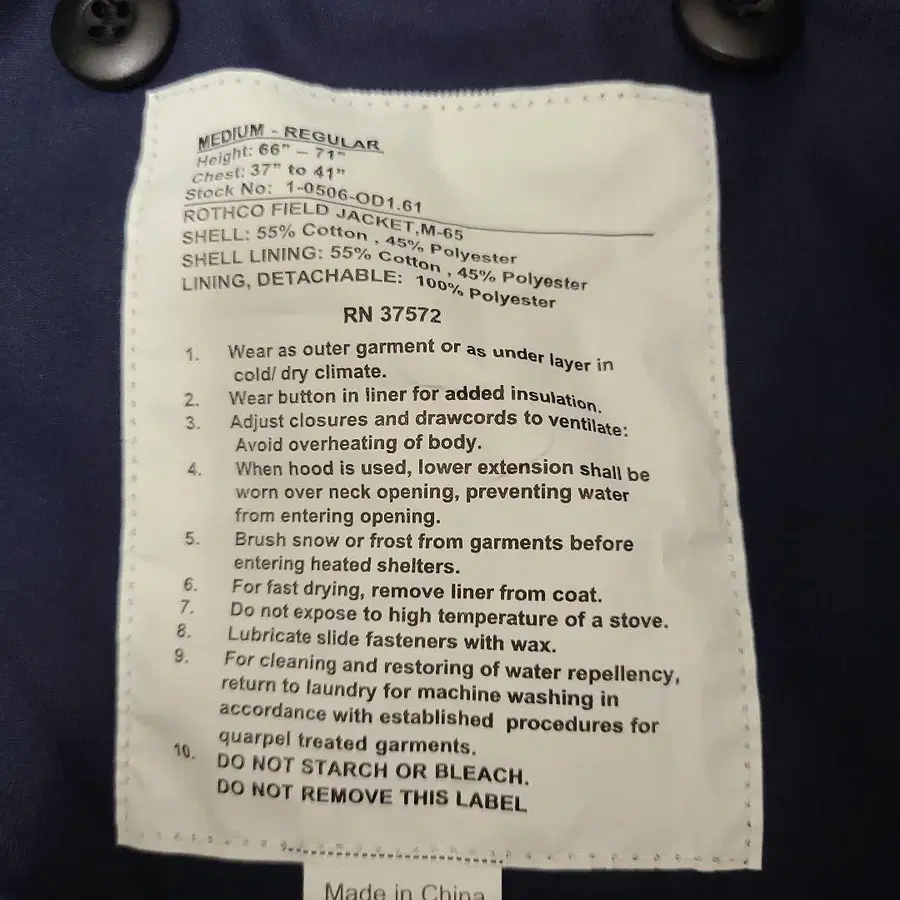 MEDIUM - REGULAR
Height: 66" - 71"
Chest: 37" to 41"
Stock No: 1-0506-OD1.61
ROTHCO FIELD JACKET,M-65
SHELL: 55% Cotton , 45% Polyester
SHELL LINING: 55% Cotton , 45% Polyester
LINING, DETACHABLE: 100% Polyester
RN 37572
1. Wear as outer garment or as under layer in
cold/ dry climate.
2. Wear button in liner for added insulation.
3. Adjust closures and drawcords to ventilate:
Avoid overheating of body.
4. When hood is used, lower extension shall be
worn over neck opening, preventing water
from entering opening.
5. Brush snow or frost from garments before
entering heated shelters.
6. For fast drying, remove liner from coat.
7. Do not expose to high temperature of a stove.
8. Lubricate slide fasteners with wax.
9. For cleaning and restoring of water repellency,
return to laundry for machine washing in
accordance with established procedures for
quarpel treated garments.
10. DO NOT STARCH OR BLEACH.
DO NOT REMOVE THIS LABEL
Made in China